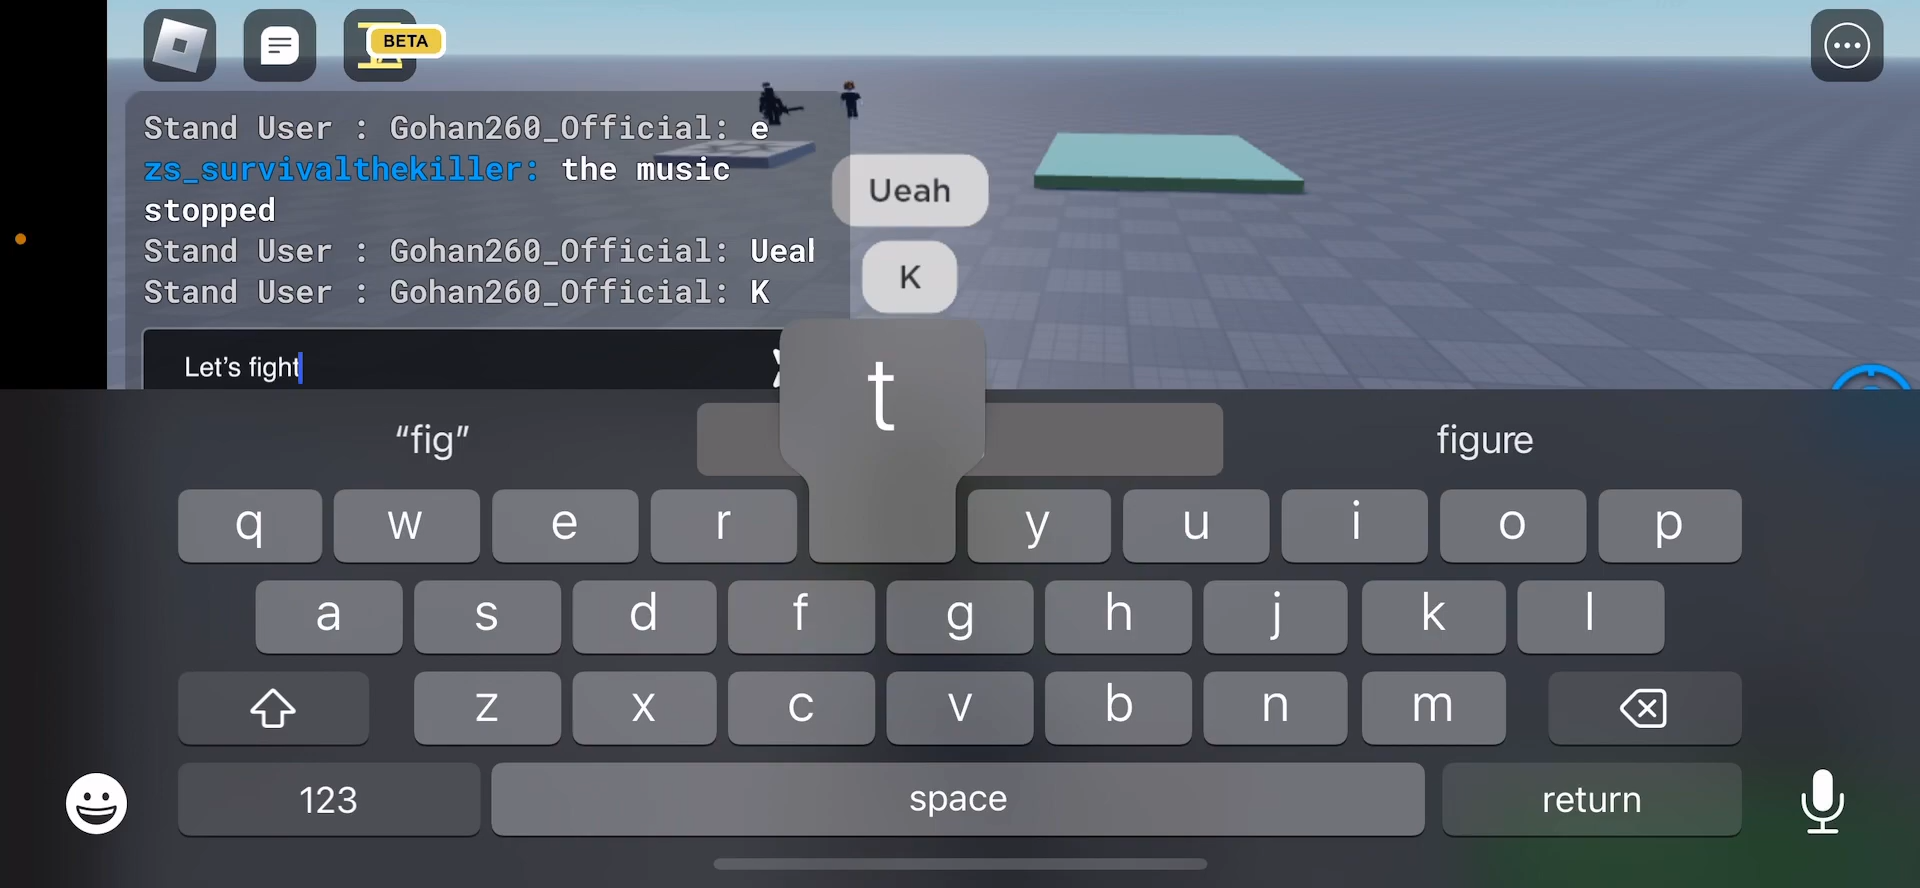 BETA
Stand User : Gohan260_Official: e
zs_survivalthekiller: the music
stopped
Stand User : Gohan260_Official: Ueah
Stand User : Gohan260_Official: K
Ueah
K
Let’s fight
t
“fig” figure
q w e r y u i o p
a s d f g h j k l
z x c v b n m
123 space return